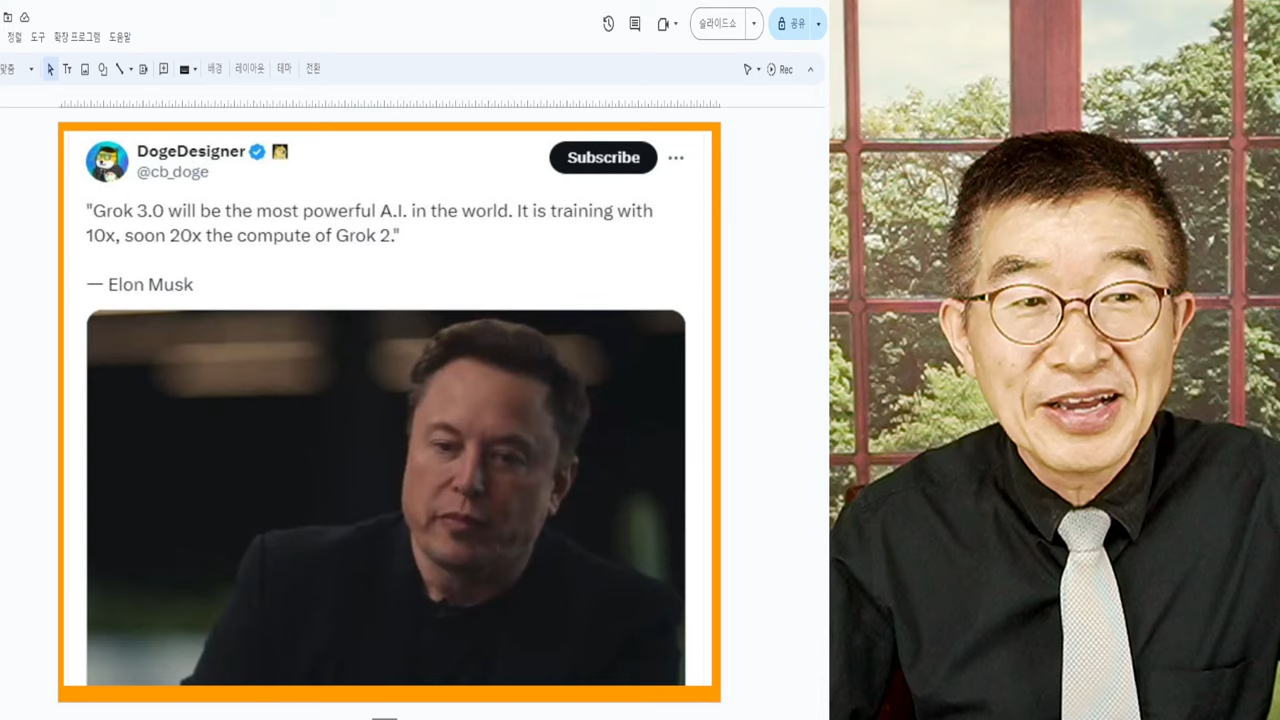 슬라이드쇼
공유
정렬 도구 확장 프로그램 도움말
맞춤
Tт
배경 레이아웃 테마 전환
Rec
DogeDesigner
@cb_doge
Subscribe
"Grok 3.0 will be the most powerful A.I. in the world. It is training with
10x, soon 20x the compute of Grok 2."
— Elon Musk